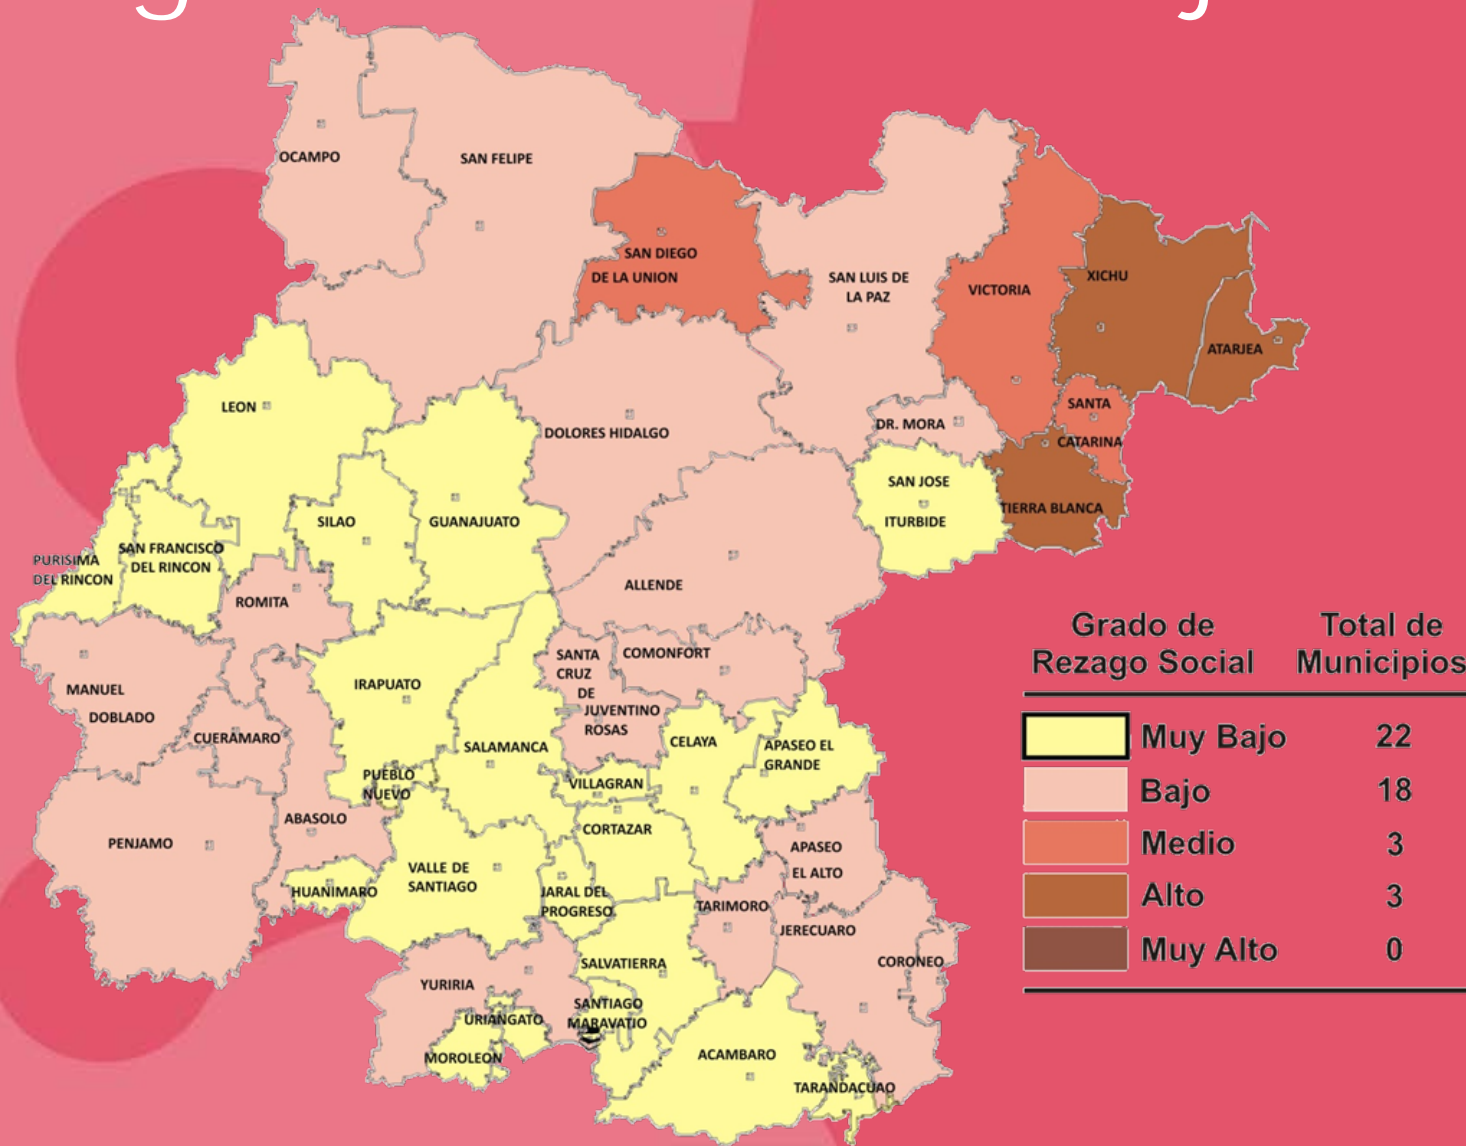 OCAMPO
SAN FELIPE
SAN DIEGO
DE LA UNION
SAN LUIS DE
LA PAZ
VICTORIA
XICHU
ATARJEA
SANTA
CATARINA
LEON
DOLORES HIDALGO
DR. MORA
SAN JOSE
ITURBIDE
TIERRA BLANCA
SILAO
GUANAJUATO
PURISIMA
DEL RINCON
SAN FRANCISCO
DEL RINCON
ALLENDE
ROMITA
MANUEL
DOBLADO
IRAPUATO
SANTA
CRUZ
DE
JUVENTINO
ROSAS
COMONFORT
CUERAMARO
SALAMANCA
CELAYA
APASEO EL
GRANDE
PUEBLO
NUEVO
VILLAGRAN
PENJAMO
ABASOLO
CORTAZAR
APASEO
EL ALTO
HUANIMARO
VALLE DE
SANTIAGO
JARAL DEL
PROGRESO
TARIMORO
JERECUARO
YURIRIA
SALVATIERRA
CORONEO
URIANGATO
SANTIAGO
MARAVATIO
MOROLEON
ACAMBARO
TARANDACUAO
Grado de Total de
Rezago Social Municipios
Muy Bajo 22
Bajo 18
Medio 3
Alto 3
Muy Alto 0